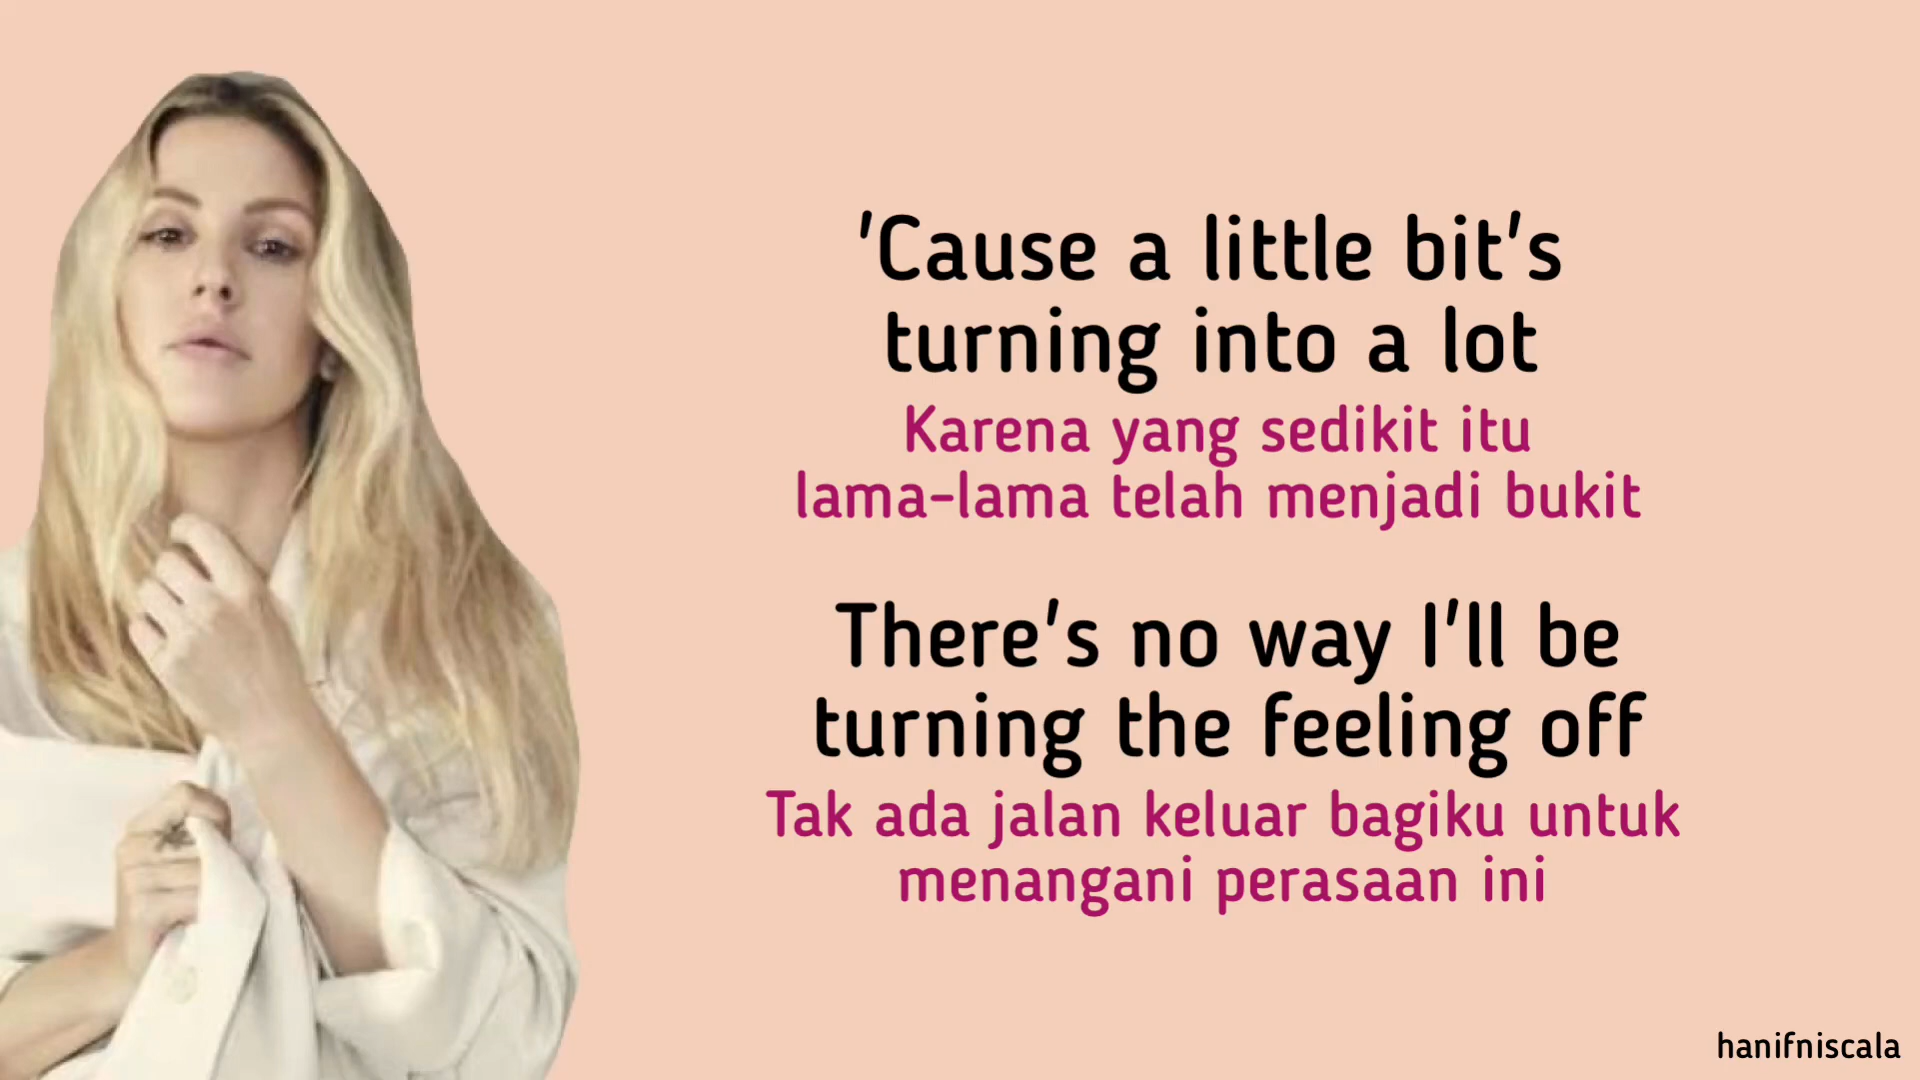 'Cause a little bit's
turning into a lot
Karena yang sedikit itu
lama-lama telah menjadi bukit
There's no way I'll be
turning the feeling off
Tak ada jalan keluar bagiku untuk
menangani perasaan ini
hanifniscala